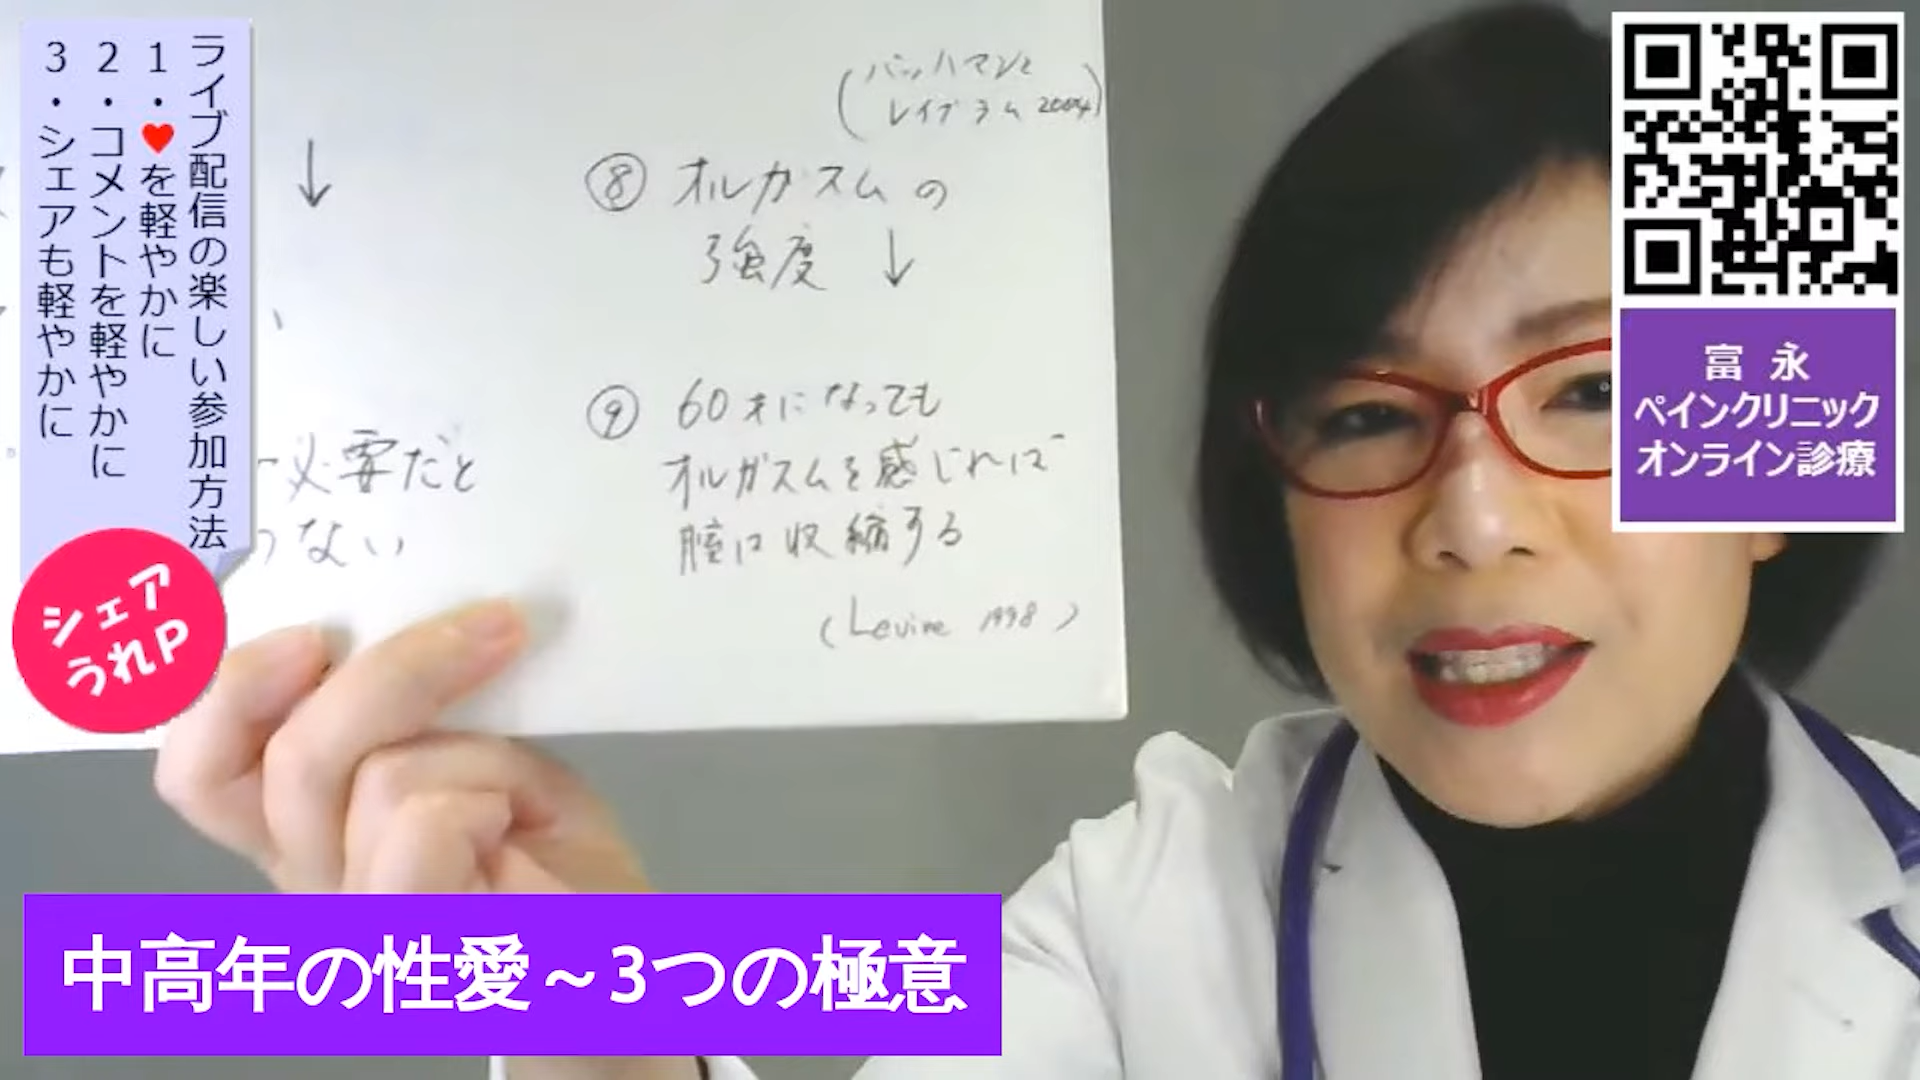 ライブ配信の楽しい参加方法
1・♥を軽やかに
2・コメントを軽やかに
3・シェアも軽やかに
シェア
うれP
必要だと
ない
(バッハマンと
レイブラム 2004)
⑧ オルガスムの
強度 ↓
⑨ 60才になっても
オルガスムを感じれば
膣は収縮する
(Levine 1998)
富永
ペインクリニック
オンライン診療
中高年の性愛～3つの極意